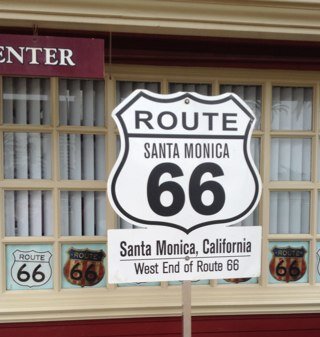 ENTER
ROUTE
SANTA MONICA
66
Santa Monica, California
West End of Route 66
ROUTE
66
ROUTE
66
ROUTE
66